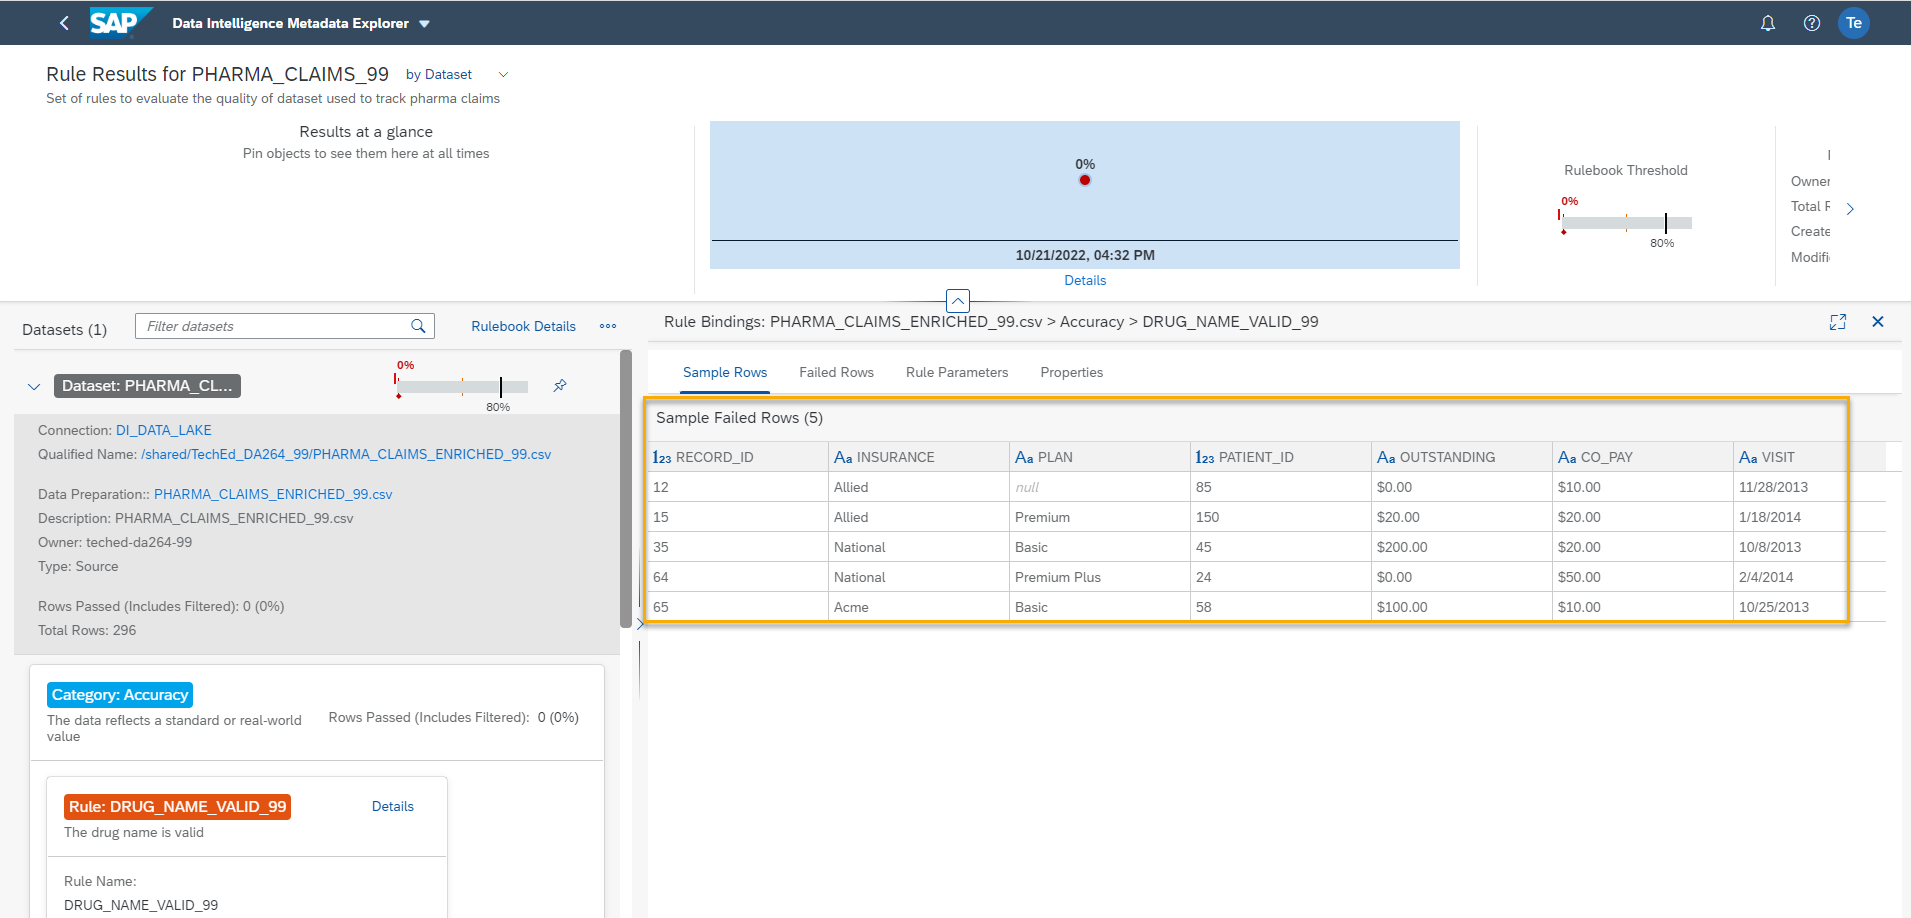 SAP
Data Intelligence Metadata Explorer
Te
Rule Results for PHARMA_CLAIMS_99 by Dataset
Set of rules to evaluate the quality of dataset used to track pharma claims
Results at a glance
Pin objects to see them here at all times
0%
10/21/2022, 04:32 PM
Details
Rulebook Threshold
0%
80%
Owner
Total R
Create
Modifi
Datasets (1)
Filter datasets
Rulebook Details
Dataset: PHARMA_CL...
0%
80%
Connection: DI_DATA_LAKE
Qualified Name: /shared/TechEd_DA264_99/PHARMA_CLAIMS_ENRICHED_99.csv
Data Preparation:: PHARMA_CLAIMS_ENRICHED_99.csv
Description: PHARMA_CLAIMS_ENRICHED_99.csv
Owner: teched-da264-99
Type: Source
Rows Passed (Includes Filtered): 0 (0%)
Total Rows: 296
Category: Accuracy
The data reflects a standard or real-world
value
Rows Passed (Includes Filtered): 0 (0%)
Rule: DRUG_NAME_VALID_99
Details
The drug name is valid
Rule Name:
DRUG_NAME_VALID_99
Rule Bindings: PHARMA_CLAIMS_ENRICHED_99.csv > Accuracy > DRUG_NAME_VALID_99
Sample Rows Failed Rows Rule Parameters Properties
Sample Failed Rows (5)
123 RECORD_ID Aa INSURANCE Aa PLAN 123 PATIENT_ID Aa OUTSTANDING Aa CO_PAY Aa VISIT
12 Allied null 85 $0.00 $10.00 11/28/2013
15 Allied Premium 150 $20.00 $20.00 1/18/2014
35 National Basic 45 $200.00 $20.00 10/8/2013
64 National Premium Plus 24 $0.00 $50.00 2/4/2014
65 Acme Basic 58 $100.00 $10.00 10/25/2013